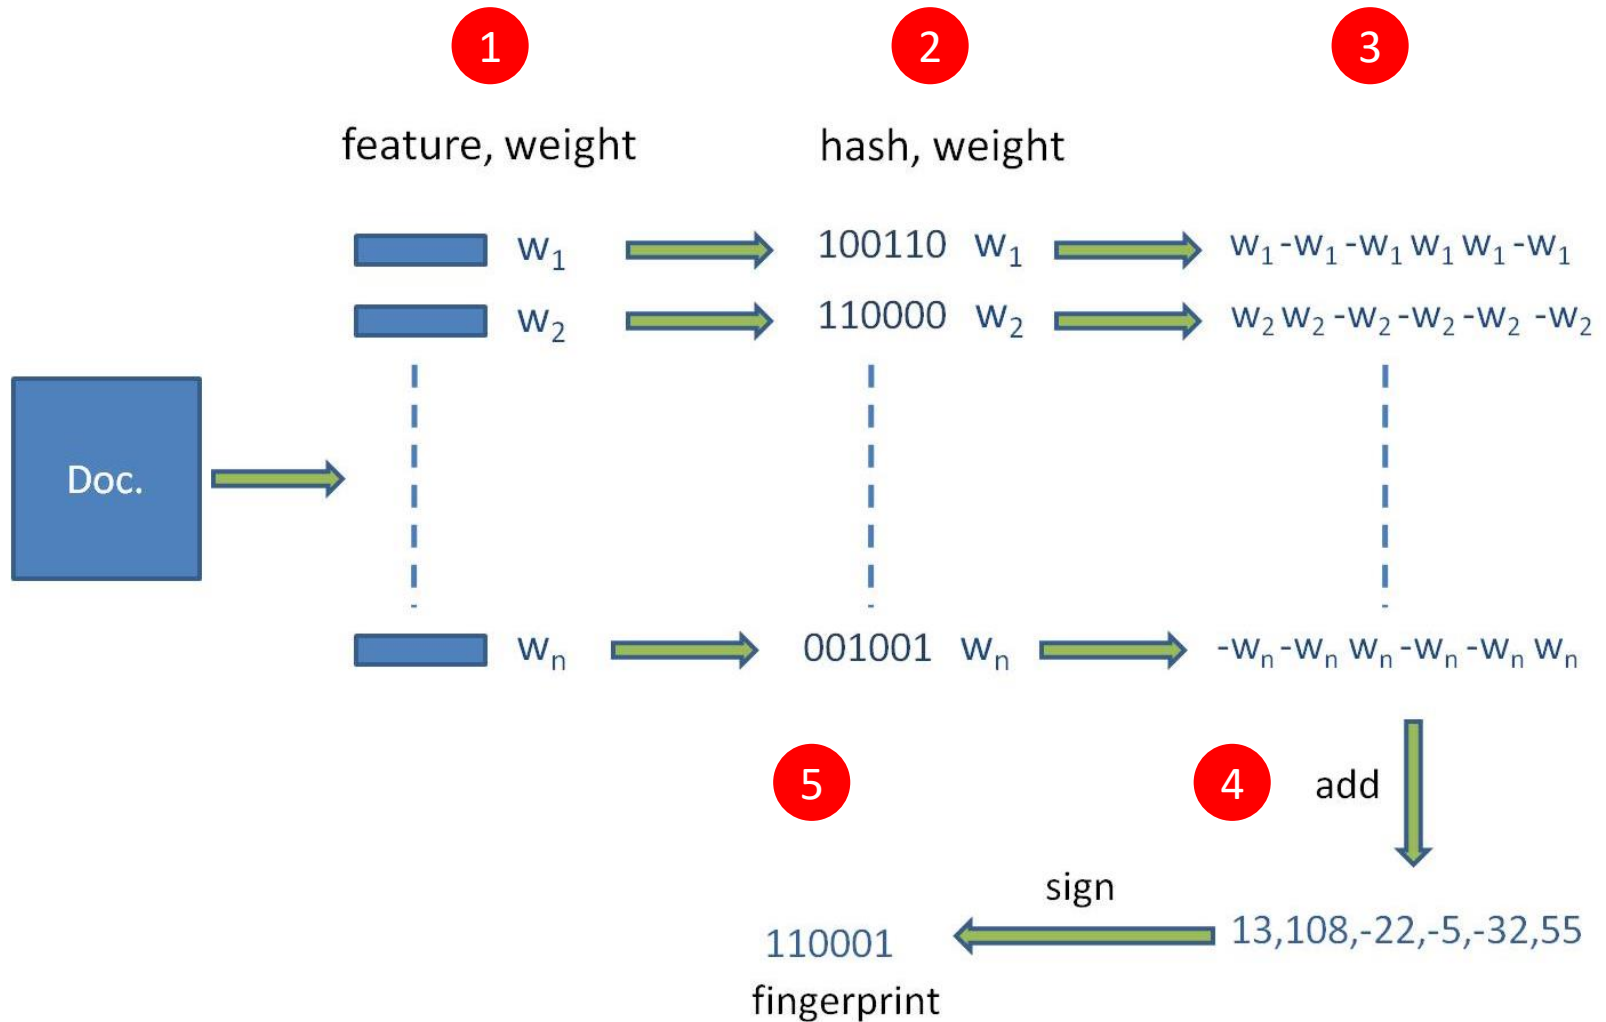 1 2 3
feature, weight hash, weight
w1 100110 w1 w1 -w1 -w1 w1 w1 -w1
w2 110000 w2 w2 w2 -w2 -w2 -w2 -w2
Doc.
wn 001001 wn -wn -wn wn -wn -wn wn
5 4 add
sign
110001 13,108,-22,-5,-32,55
fingerprint